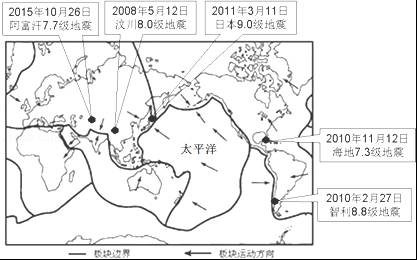 2015年10月26日
阿富汗7.7级地震
2008年5月12日
汶川8.0级地震
2011年3月11日
日本9.0级地震
太平洋
2010年11月12日
海地7.3级地震
2010年2月27日
智利8.8级地震
板块边界
板块运动方向